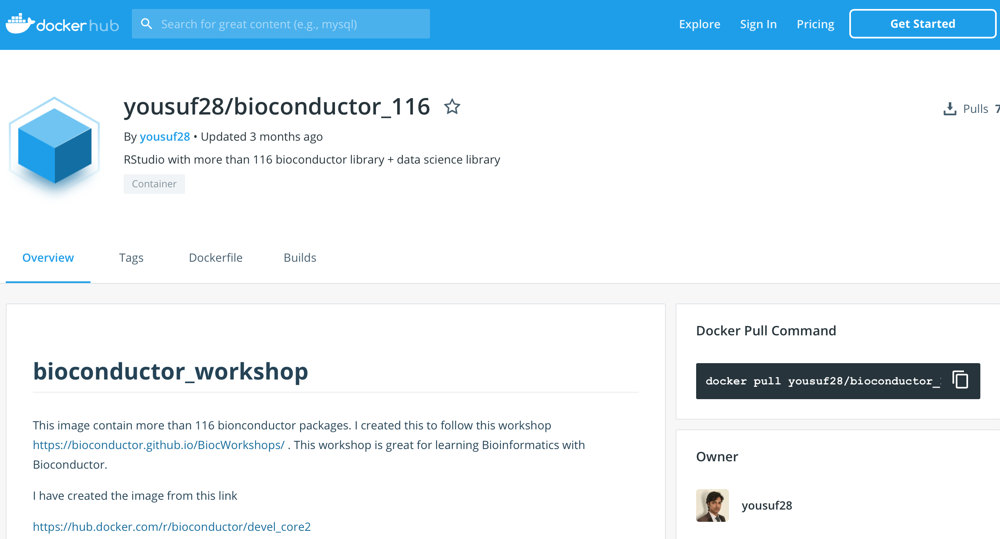 docker hub
Search for great content (e.g., mysql)
Explore
Sign In
Pricing
Get Started
yousuf28/bioconductor_116
Pulls 7
By yousuf28 • Updated 3 months ago
RStudio with more than 116 bioconductor library + data science library
Container
Overview
Tags
Dockerfile
Builds
bioconductor_workshop
This image contain more than 116 bionconductor packages. I created this to follow this workshop
https://bioconductor.github.io/BiocWorkshops/ . This workshop is great for learning Bioinformatics with
Bioconductor.
I have created the image from this link
https://hub.docker.com/r/bioconductor/devel_core2
Docker Pull Command
docker pull yousuf28/bioconductor_
Owner
yousuf28